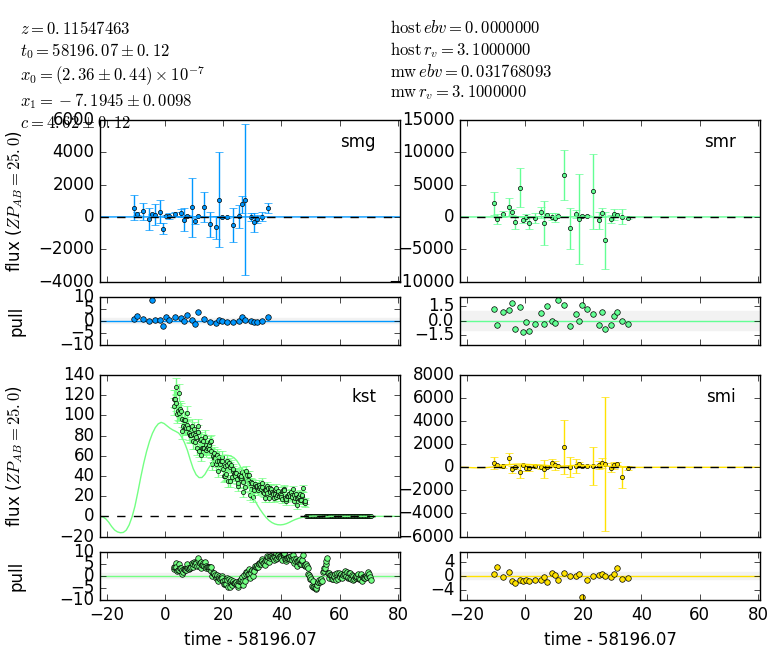 z = 0.11547463
t₀ = 58196.07 ± 0.12
x₀ = (2.36 ± 0.44) × 10⁻⁷
x₁ = −7.1945 ± 0.0098
c = 4.62 ± 0.12
host ebv = 0.0000000
host rᵥ = 3.1000000
mw ebv = 0.031768093
mw rᵥ = 3.1000000
smg
6000
4000
2000
0
−2000
−4000
flux (ZP_AB = 25.0)
smr
15000
10000
5000
0
−5000
−10000
10
5
0
−5
−10
pull
1.5
0.0
−1.5
kst
140
120
100
80
60
40
20
0
−20
flux (ZP_AB = 25.0)
smi
8000
6000
4000
2000
0
−2000
−4000
−6000
10
5
0
−5
−10
pull
−20 0 20 40 60 80
time - 58196.07
4
0
−4
−20 0 20 40 60 80
time - 58196.07